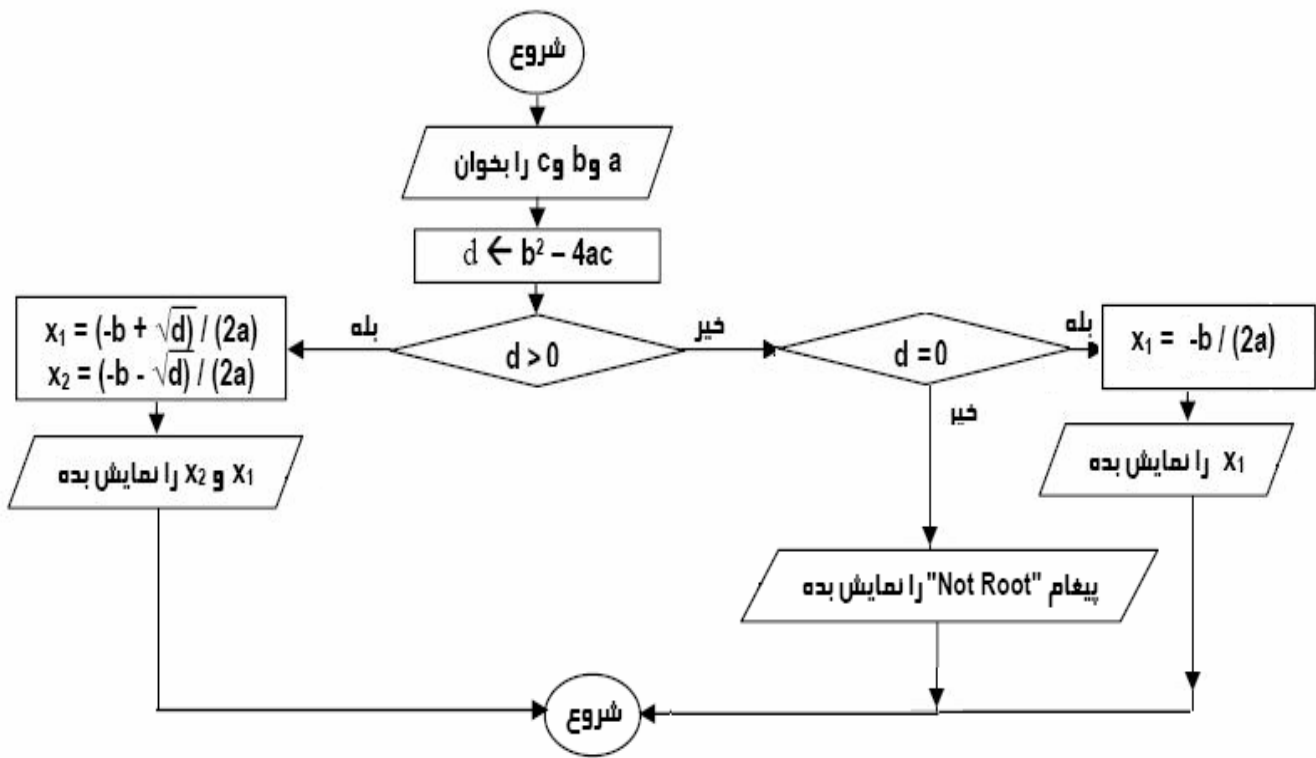 شروع
a و b و c را بخوان
d ← b² – 4ac
d > 0
بله
خیر
x₁ = (-b + √d) / (2a)
x₂ = (-b - √d) / (2a)
x₁ و x₂ را نمایش بده
d = 0
بله
خیر
x₁ = -b / (2a)
x₁ را نمایش بده
پیغام "Not Root" را نمایش بده
شروع